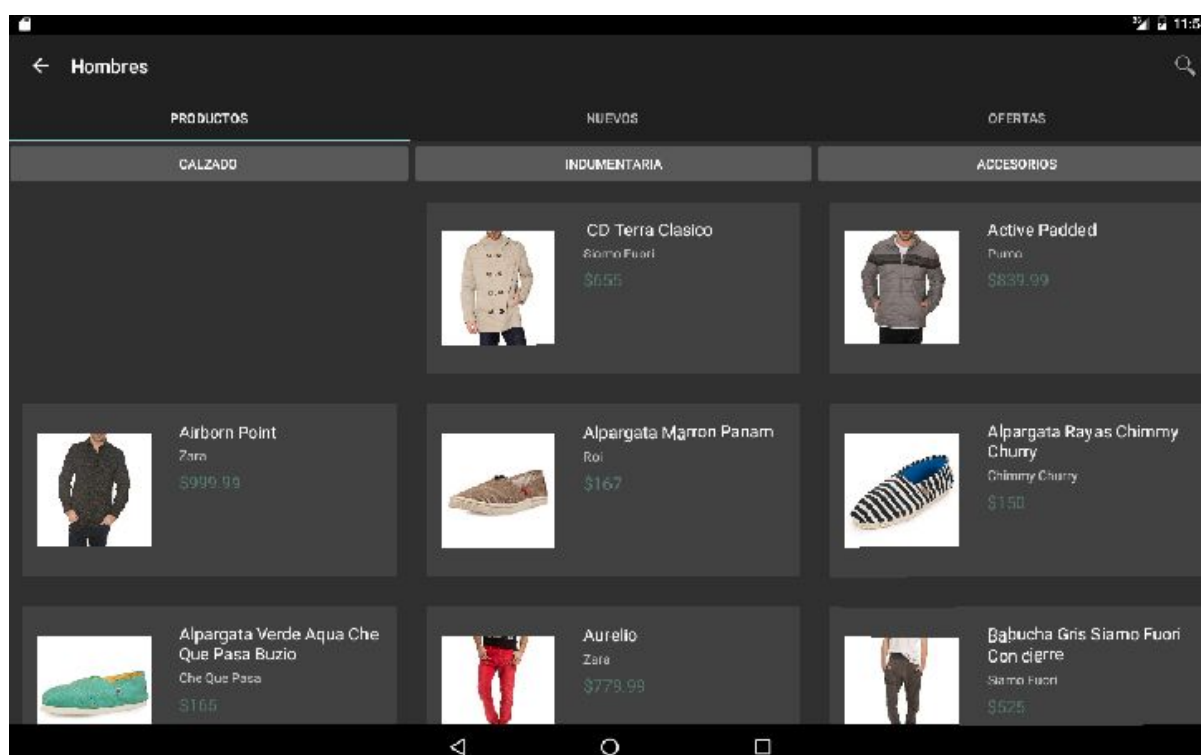 3G 11:5
Hombres
PRODUCTOS NUEVOS OFERTAS
CALZADO INDUMENTARIA ACCESORIOS
CD Terra Clasico
Siamo Fuori
$655
Active Padded
Puma
$839.99
Airborn Point
Zara
$999.99
Alpargata Marron Panam
Roi
$167
Alpargata Rayas Chimmy
Churry
Chimmy Churry
$150
Alpargata Verde Aqua Che
Que Pasa Buzio
Che Que Pasa
$165
Aurelio
Zara
$779.99
Babucha Gris Siamo Fuori
Con cierre
Siamo Fuori
$525